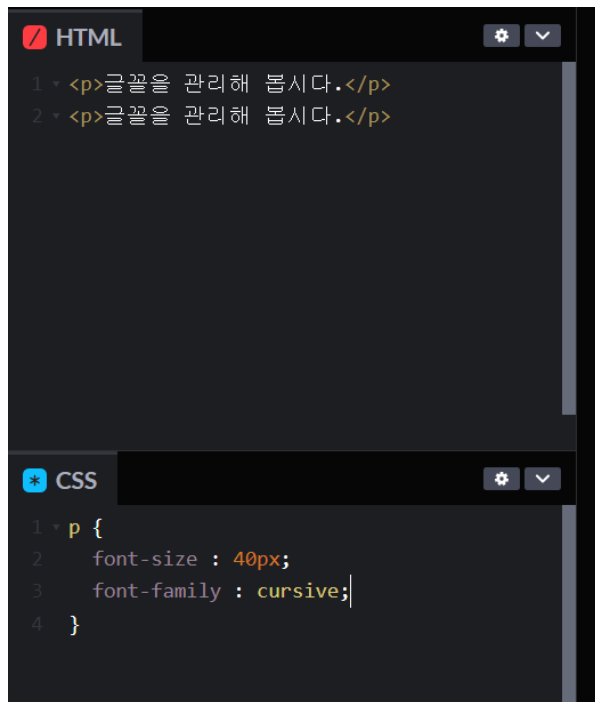 HTML
1 <p>글꼴을 관리해 봅시다.</p>
2 <p>글꼴을 관리해 봅시다.</p>
CSS
1 p {
2 font-size : 40px;
3 font-family : cursive;
4 }